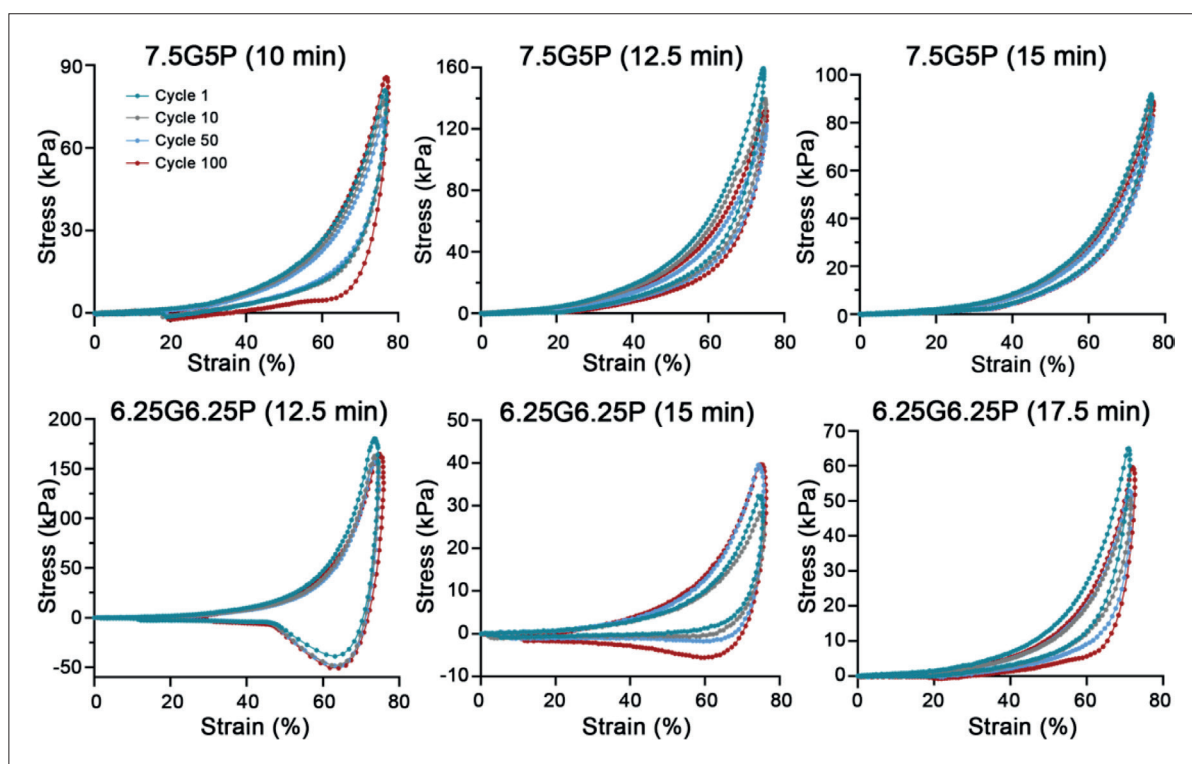 7.5G5P (10 min)
90
60
30
0
Stress (kPa)
Cycle 1
Cycle 10
Cycle 50
Cycle 100
0 20 40 60 80
Strain (%)
7.5G5P (12.5 min)
160
120
80
40
0
Stress (kPa)
0 20 40 60 80
Strain (%)
7.5G5P (15 min)
100
80
60
40
20
0
Stress (kPa)
0 20 40 60 80
Strain (%)
6.25G6.25P (12.5 min)
200
150
100
50
0
-50
Stress (kPa)
0 20 40 60 80
Strain (%)
6.25G6.25P (15 min)
50
40
30
20
10
0
-10
Stress (kPa)
0 20 40 60 80
Strain (%)
6.25G6.25P (17.5 min)
70
60
50
40
30
20
10
0
Stress (kPa)
0 20 40 60 80
Strain (%)